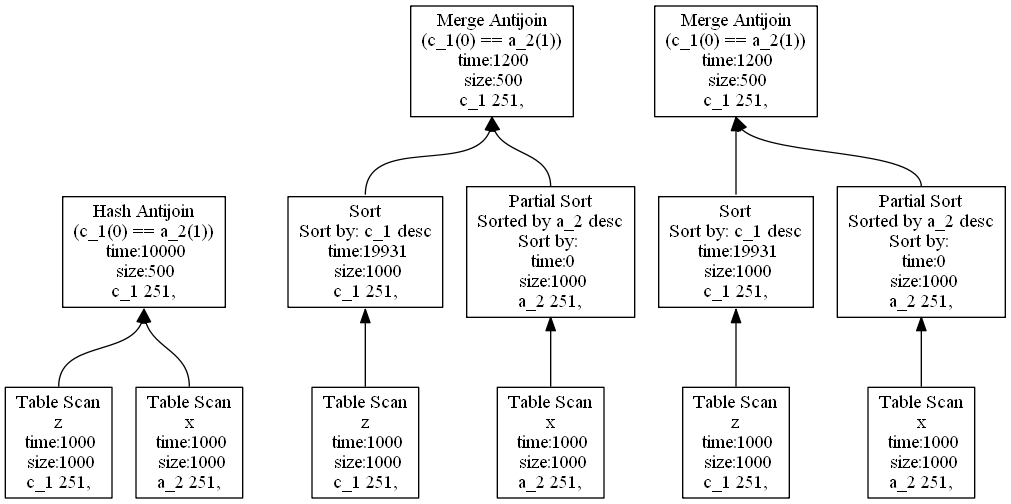 Merge Antijoin
(c_1(0) == a_2(1))
time:1200
size:500
c_1 251,
Merge Antijoin
(c_1(0) == a_2(1))
time:1200
size:500
c_1 251,
Hash Antijoin
(c_1(0) == a_2(1))
time:10000
size:500
c_1 251,
Sort
Sort by: c_1 desc
time:19931
size:1000
c_1 251,
Partial Sort
Sorted by a_2 desc
Sort by:
time:0
size:1000
a_2 251,
Sort
Sort by: c_1 desc
time:19931
size:1000
c_1 251,
Partial Sort
Sorted by a_2 desc
Sort by:
time:0
size:1000
a_2 251,
Table Scan
z
time:1000
size:1000
c_1 251,
Table Scan
x
time:1000
size:1000
a_2 251,
Table Scan
z
time:1000
size:1000
c_1 251,
Table Scan
x
time:1000
size:1000
a_2 251,
Table Scan
z
time:1000
size:1000
c_1 251,
Table Scan
x
time:1000
size:1000
a_2 251,